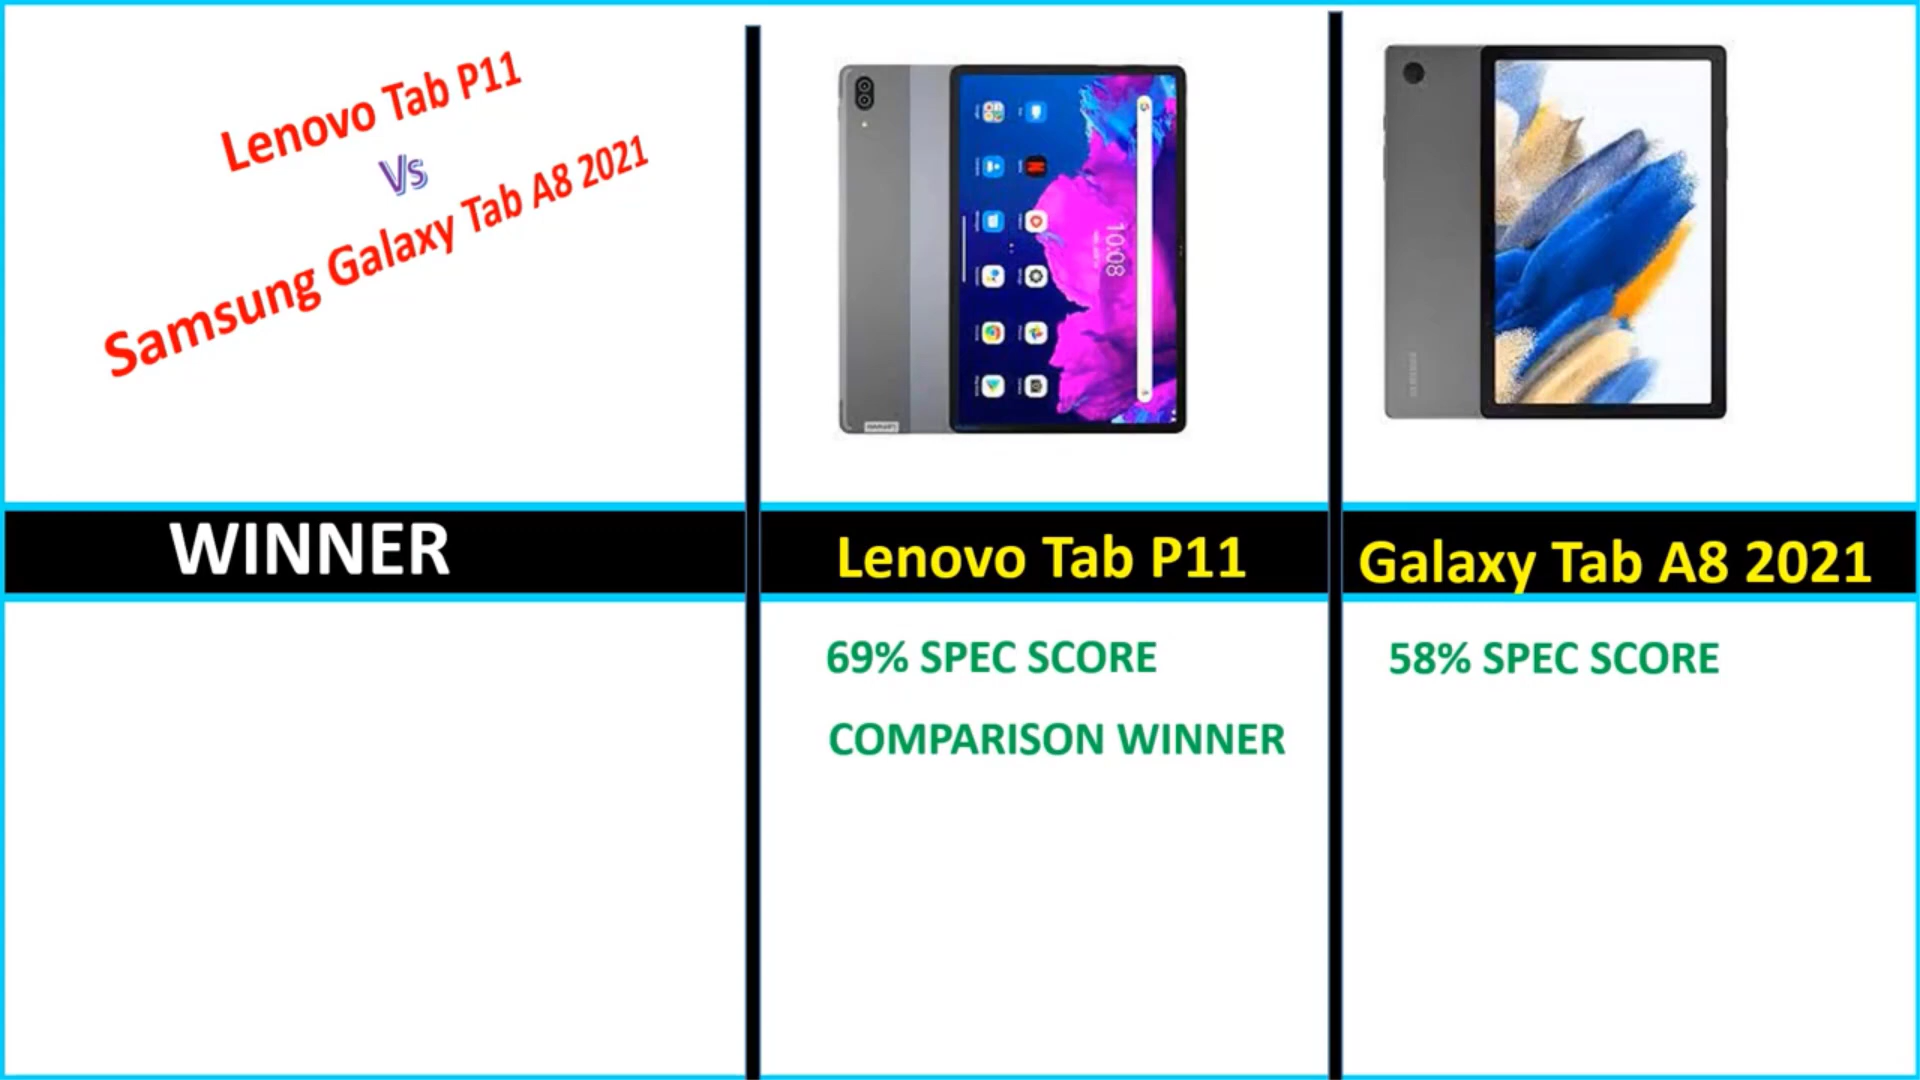 Lenovo Tab P11
Vs
Samsung Galaxy Tab A8 2021
10:08
WINNER
Lenovo Tab P11
Galaxy Tab A8 2021
69% SPEC SCORE
58% SPEC SCORE
COMPARISON WINNER